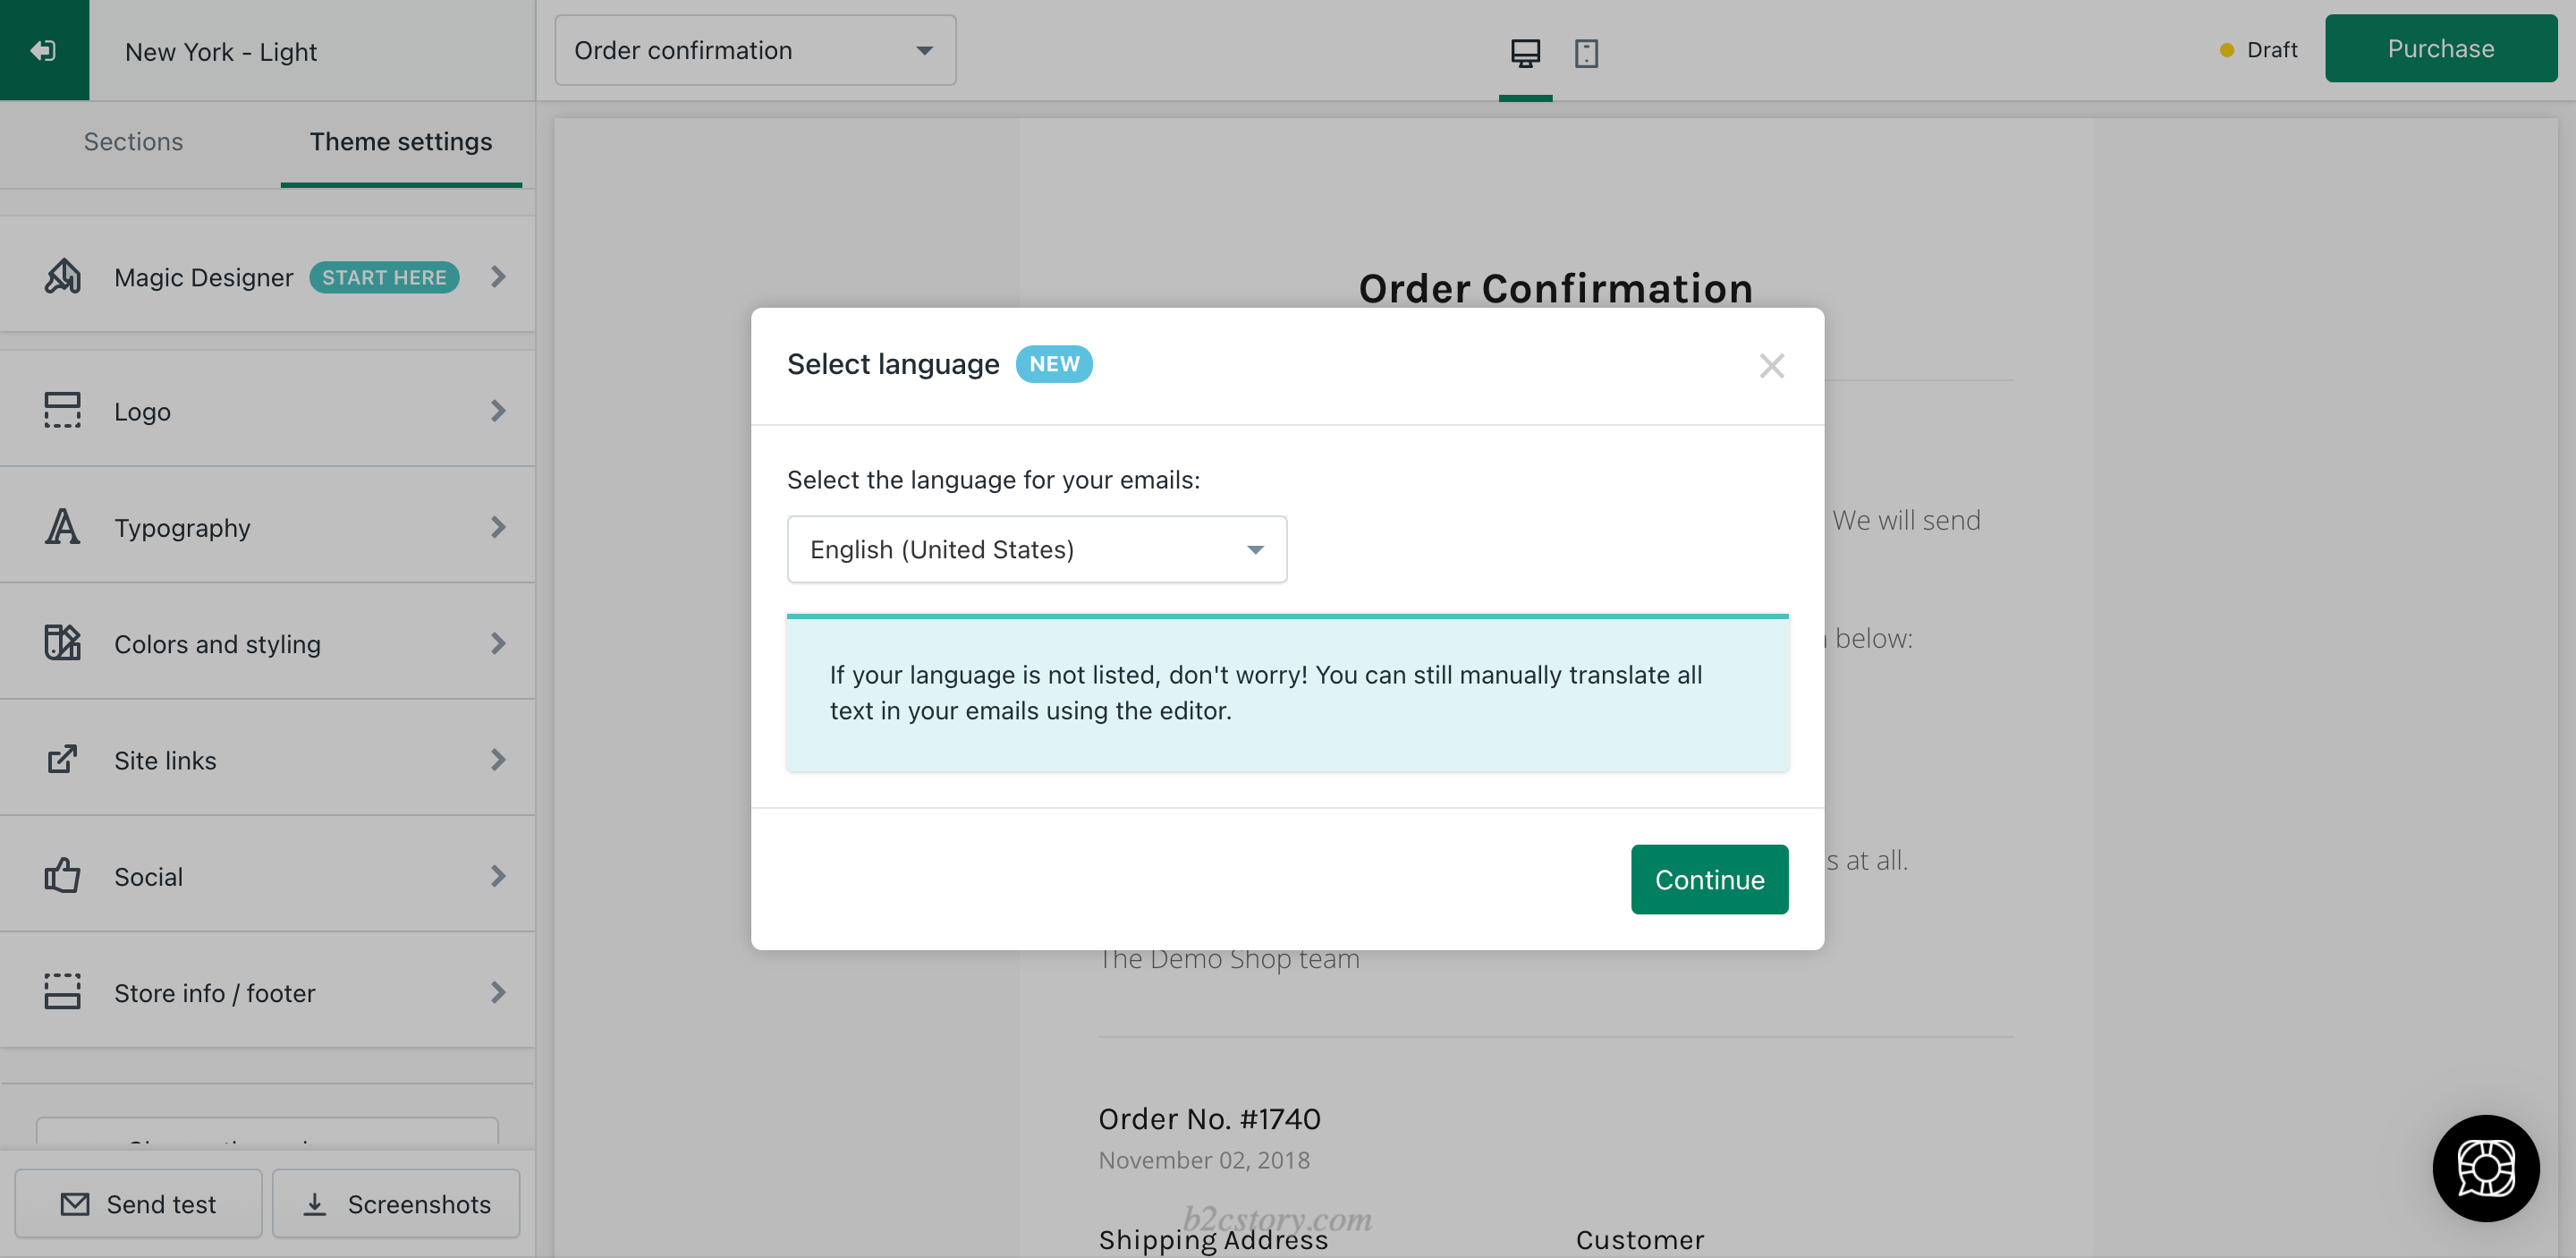 New York - Light
Order confirmation
Draft
Purchase
Sections
Theme settings
Magic Designer
START HERE
Logo
Typography
Colors and styling
Site links
Social
Store info / footer
Send test
Screenshots
Order Confirmation
Select language
NEW
Select the language for your emails:
English (United States)
If your language is not listed, don't worry! You can still manually translate all
text in your emails using the editor.
Continue
We will send
below:
s at all.
The Demo Shop team
Order No. #1740
November 02, 2018
b2cstory.com
Shipping Address
Customer